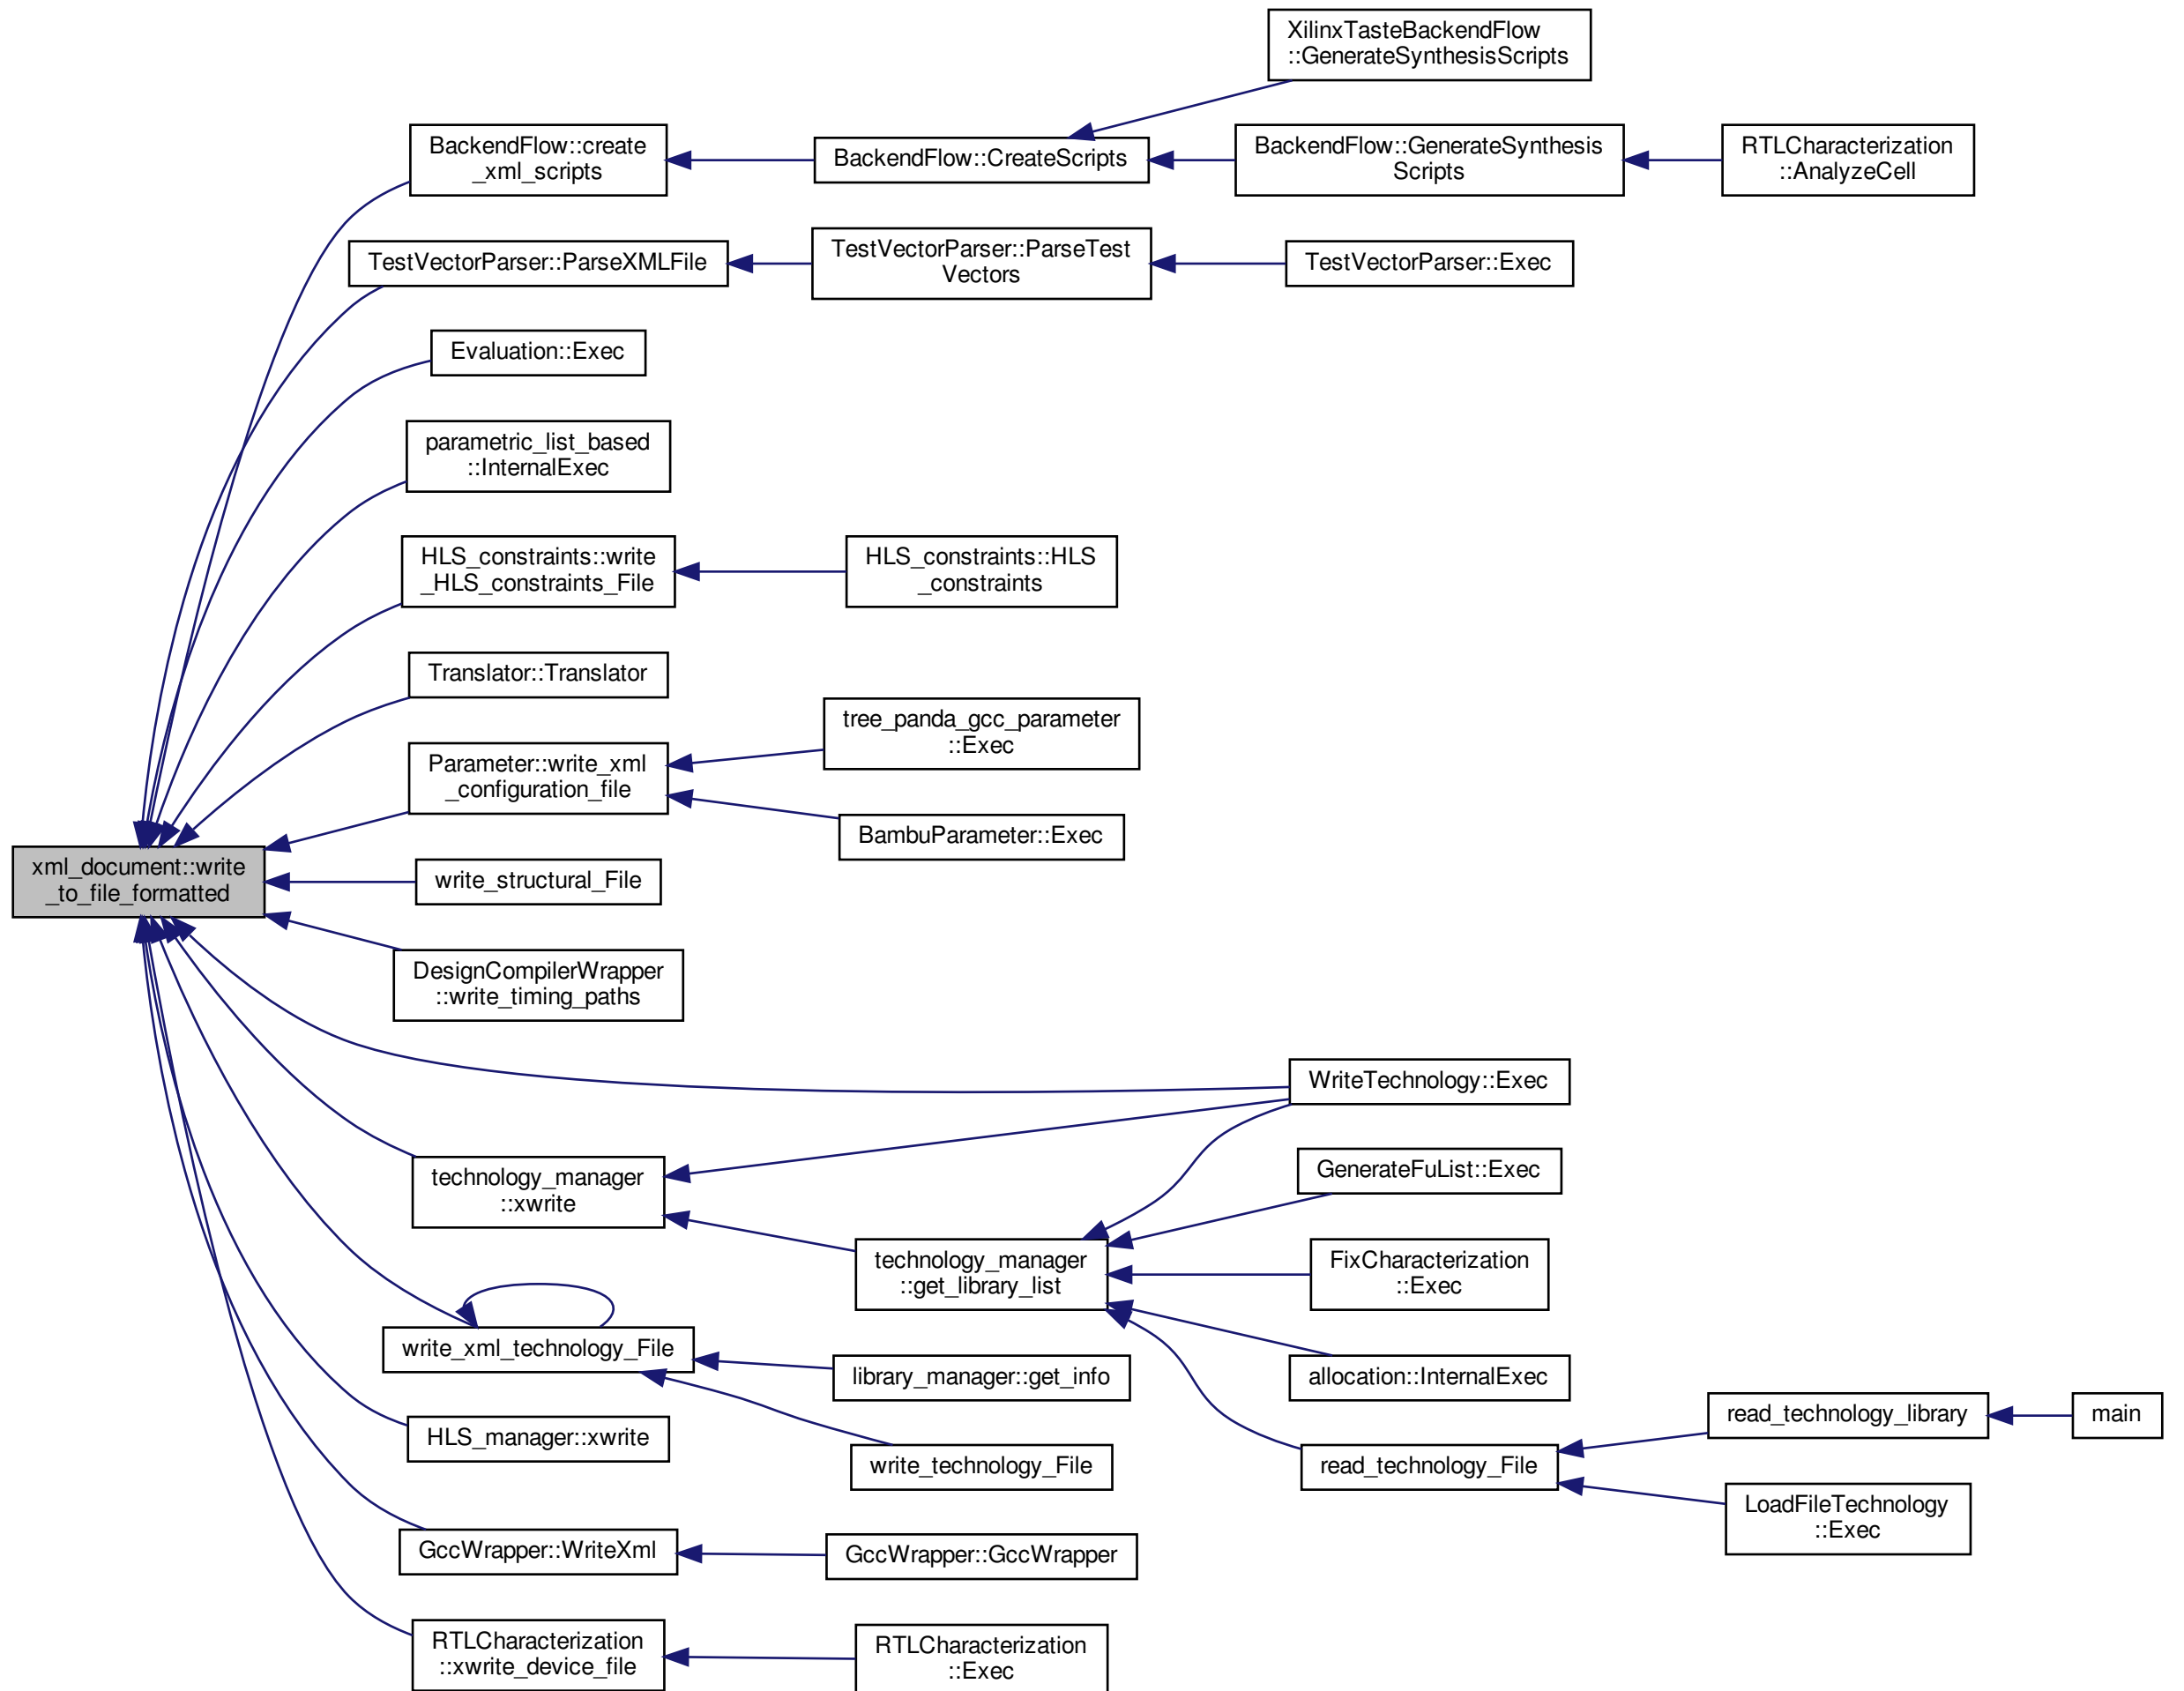 XilinxTasteBackendFlow
::GenerateSynthesisScripts
BackendFlow::create
_xml_scripts
BackendFlow::CreateScripts
BackendFlow::GenerateSynthesis
Scripts
RTLCharacterization
::AnalyzeCell
TestVectorParser::ParseXMLFile
TestVectorParser::ParseTest
Vectors
TestVectorParser::Exec
Evaluation::Exec
parametric_list_based
::InternalExec
HLS_constraints::write
_HLS_constraints_File
HLS_constraints::HLS
_constraints
Translator::Translator
tree_panda_gcc_parameter
::Exec
Parameter::write_xml
_configuration_file
BambuParameter::Exec
xml_document::write
_to_file_formatted
write_structural_File
DesignCompilerWrapper
::write_timing_paths
WriteTechnology::Exec
technology_manager
::xwrite
GenerateFuList::Exec
technology_manager
::get_library_list
FixCharacterization
::Exec
write_xml_technology_File
library_manager::get_info
allocation::InternalExec
HLS_manager::xwrite
write_technology_File
read_technology_File
read_technology_library
main
LoadFileTechnology
::Exec
GccWrapper::WriteXml
GccWrapper::GccWrapper
RTLCharacterization
::xwrite_device_file
RTLCharacterization
::Exec